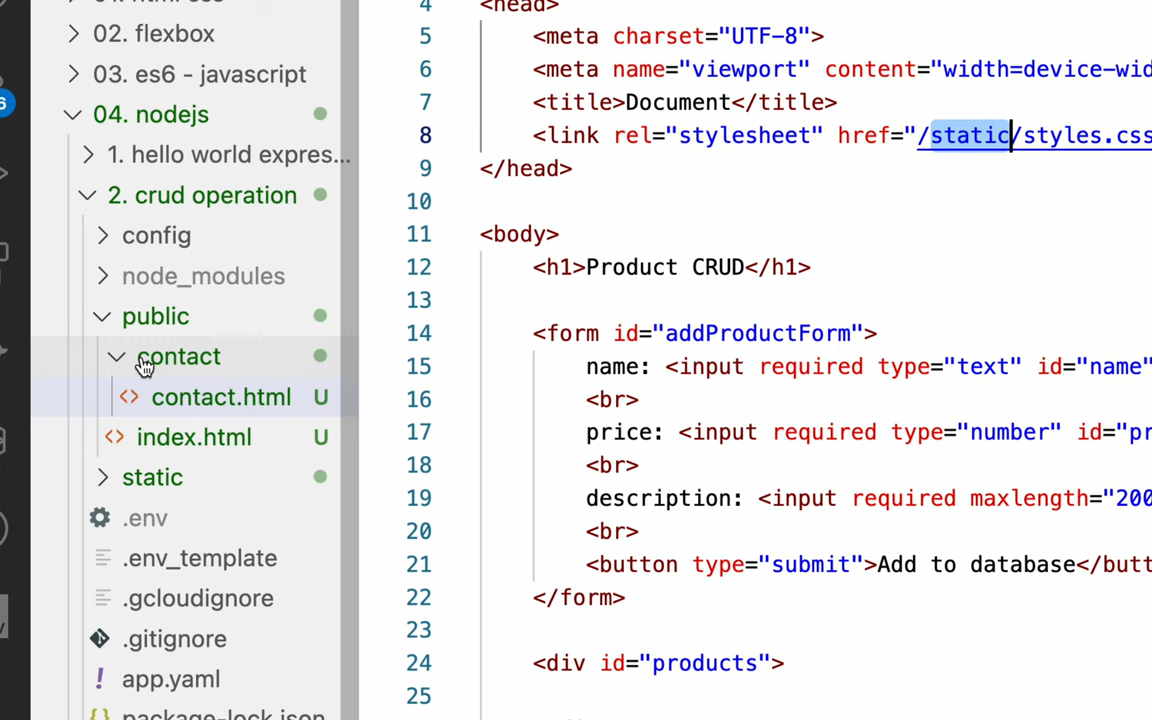 02. flexbox
03. es6 - javascript
04. nodejs
1. hello world expres...
2. crud operation
config
node_modules
public
contact
contact.html U
index.html U
static
.env
.env_template
.gcloudignore
.gitignore
app.yaml
package-lock.json
6
4 <head>
5 <meta charset="UTF-8">
6 <meta name="viewport" content="width=device-wid
7 <title>Document</title>
8 <link rel="stylesheet" href="/static/styles.css
9 </head>
10
11 <body>
12 <h1>Product CRUD</h1>
13
14 <form id="addProductForm">
15 name: <input required type="text" id="name"
16 <br>
17 price: <input required type="number" id="pr
18 <br>
19 description: <input required maxlength="200
20 <br>
21 <button type="submit">Add to database</butt
22 </form>
23
24 <div id="products">
25